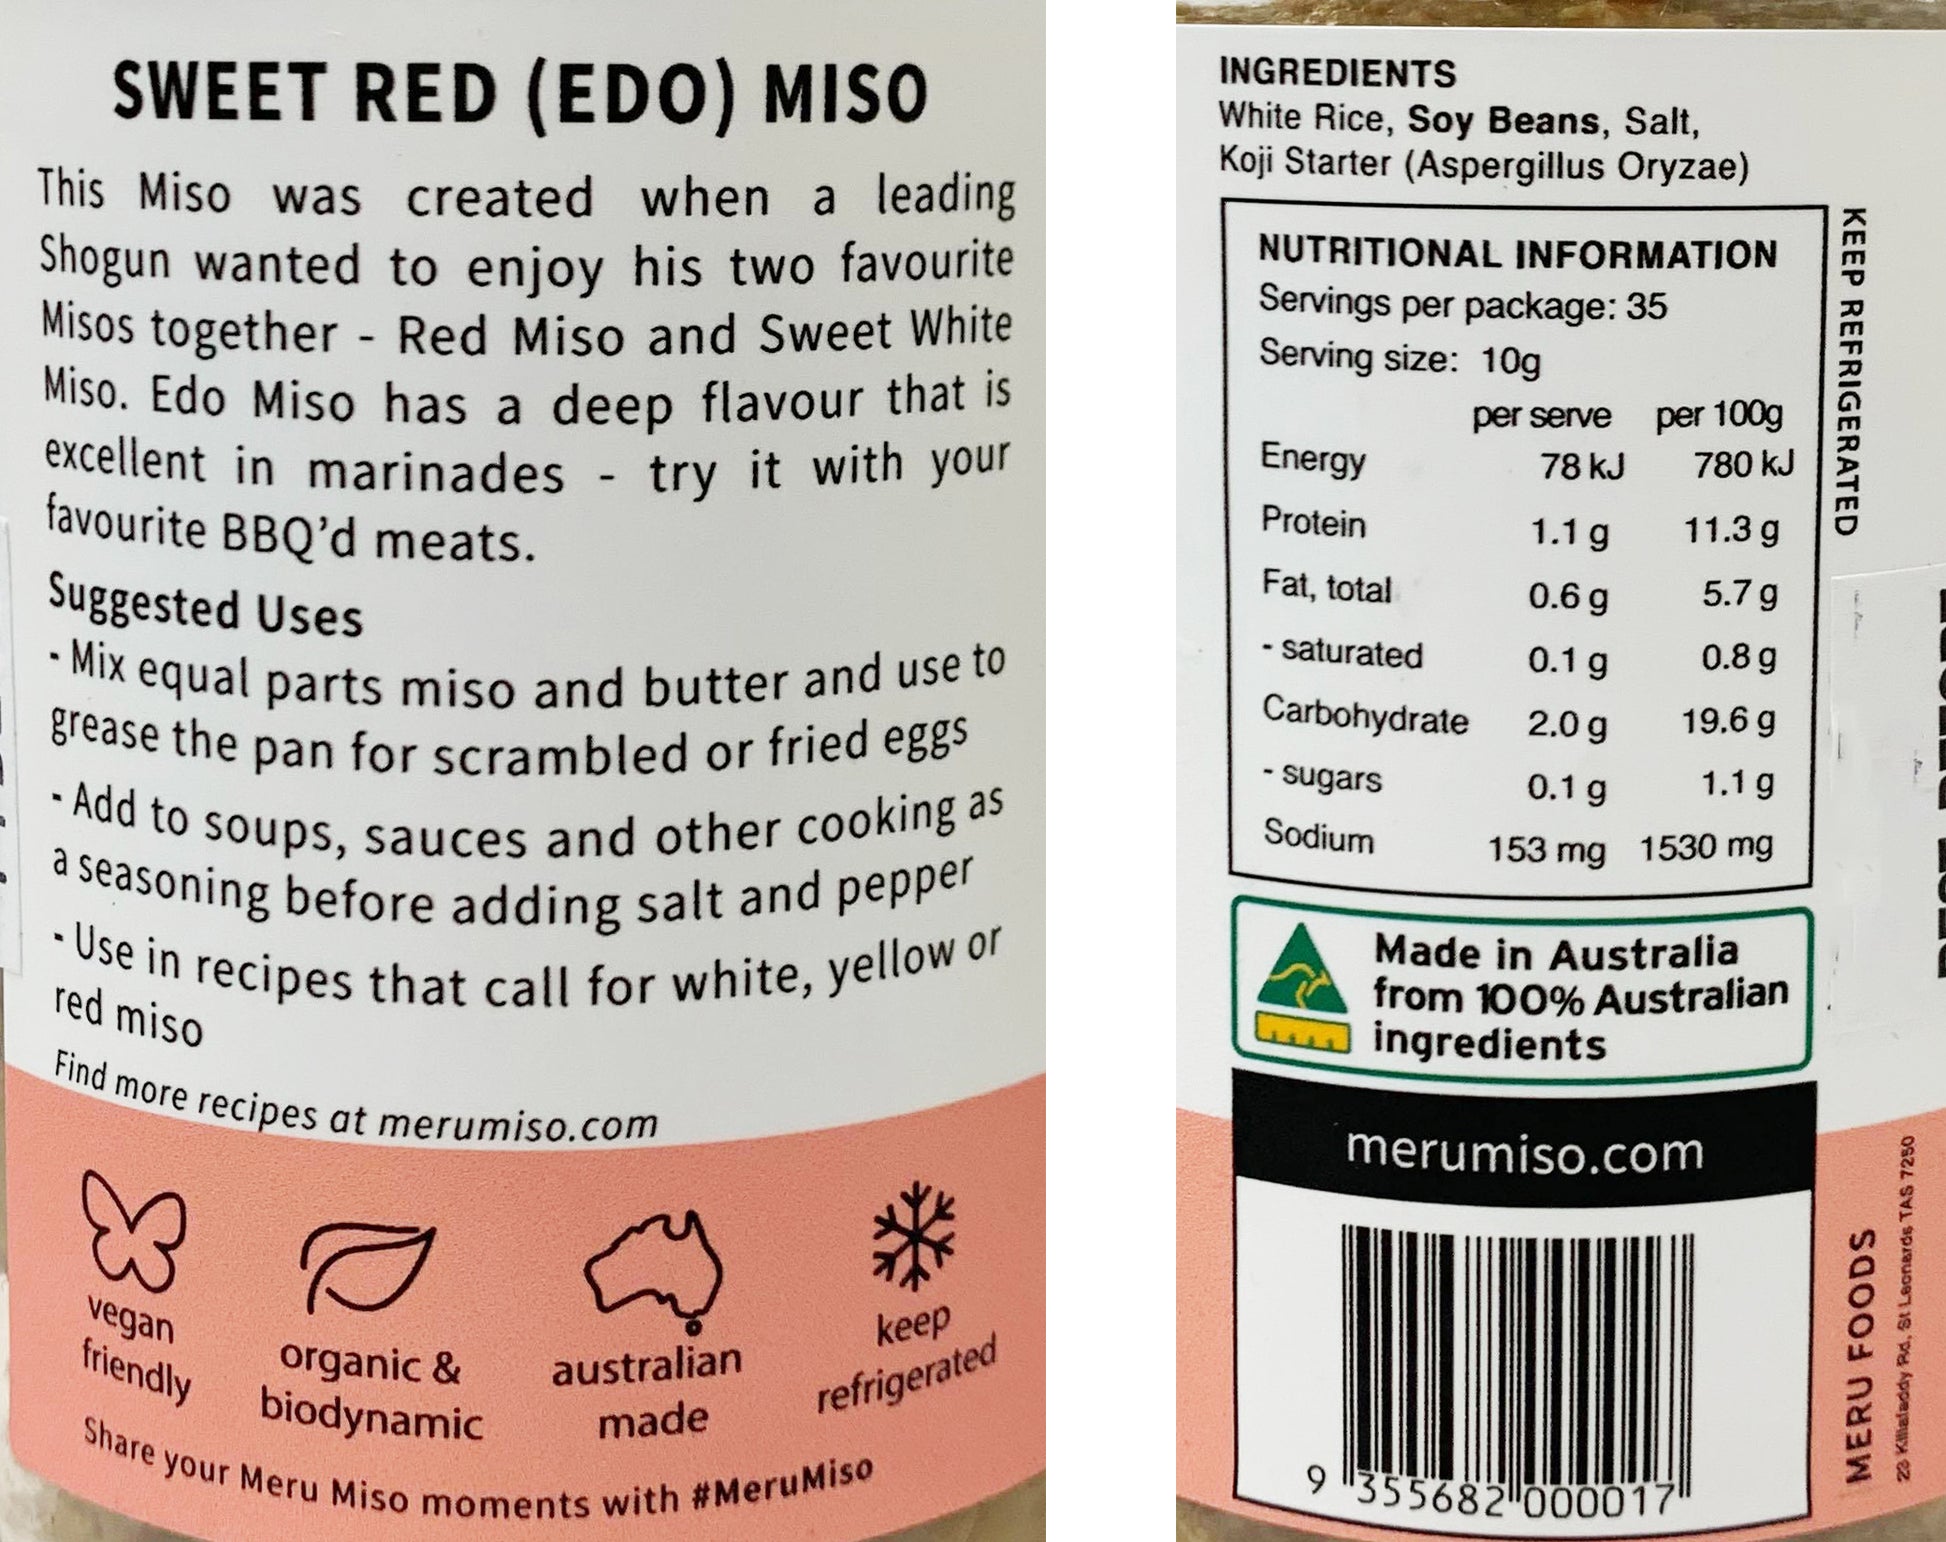 SWEET RED (EDO) MISO
This Miso was created when a leading
Shogun wanted to enjoy his two favourite
Misos together - Red Miso and Sweet White
Miso. Edo Miso has a deep flavour that is
excellent in marinades - try it with your
favourite BBQ'd meats.
Suggested Uses
- Mix equal parts miso and butter and use to
grease the pan for scrambled or fried eggs
- Add to soups, sauces and other cooking as
a seasoning before adding salt and pepper
- Use in recipes that call for white, yellow or
red miso
Find more recipes at merumiso.com
vegan
friendly
organic &
biodynamic
australian
made
keep
refrigerated
Share your Meru Miso moments with #MeruMiso
INGREDIENTS
White Rice, Soy Beans, Salt,
Koji Starter (Aspergillus Oryzae)
NUTRITIONAL INFORMATION
Servings per package: 35
Serving size: 10g
per serve per 100g
Energy 78 kJ 780 kJ
Protein 1.1 g 11.3 g
Fat, total 0.6 g 5.7 g
- saturated 0.1 g 0.8 g
Carbohydrate 2.0 g 19.6 g
- sugars 0.1 g 1.1 g
Sodium 153 mg 1530 mg
KEEP REFRIGERATED
Made in Australia
from 100% Australian
ingredients
merumiso.com
9 355682 000017
MERU FOODS
23 Killaladdy Rd, St Leonards TAS 7250